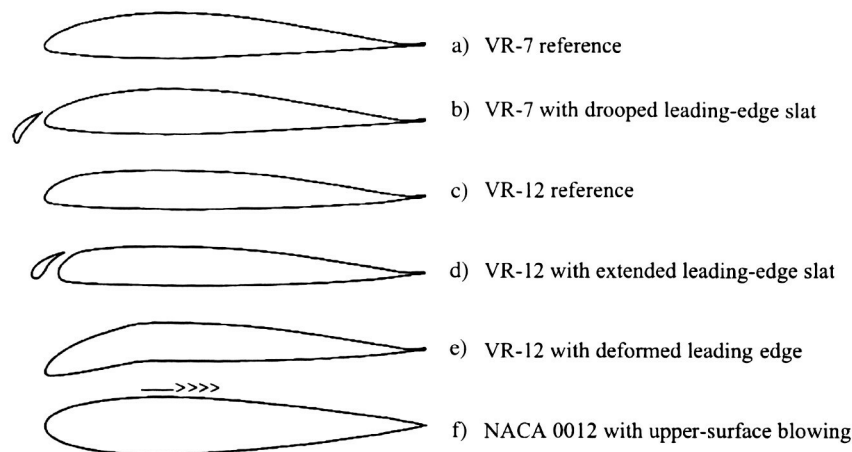 a) VR-7 reference
b) VR-7 with drooped leading-edge slat
c) VR-12 reference
d) VR-12 with extended leading-edge slat
e) VR-12 with deformed leading edge
>>>>
f) NACA 0012 with upper-surface blowing